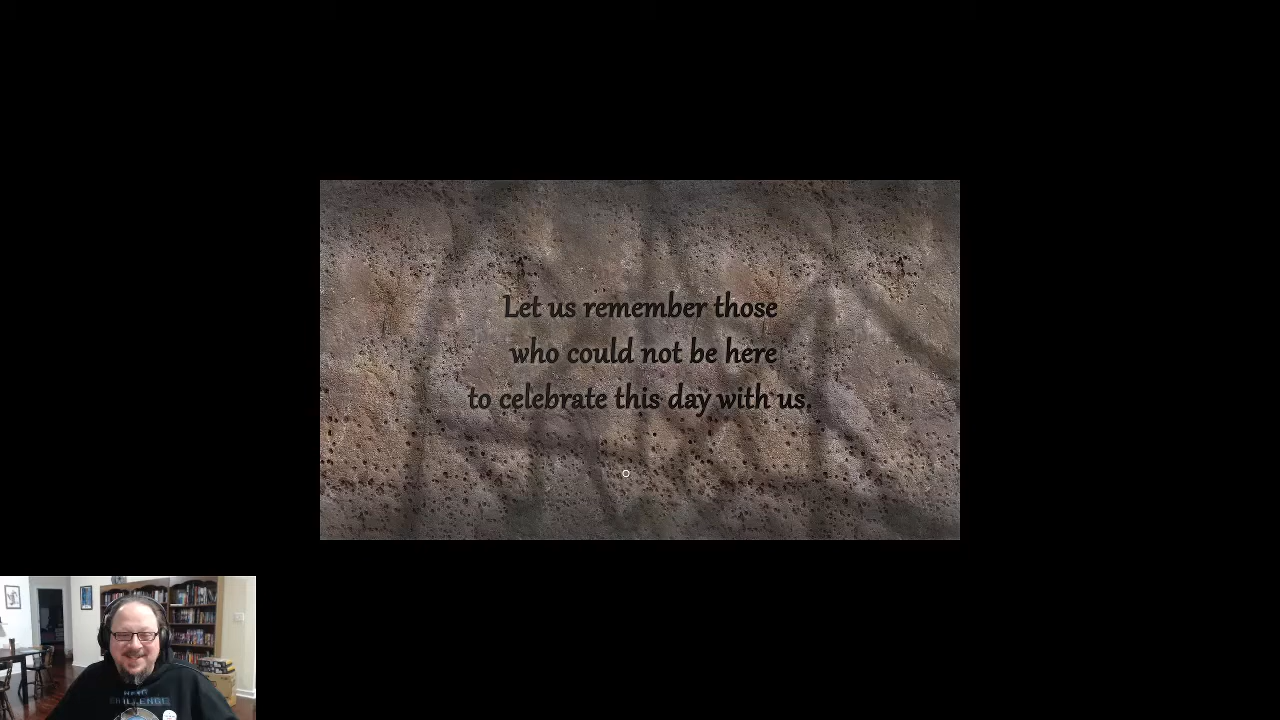 Let us remember those
who could not be here
to celebrate this day with us.